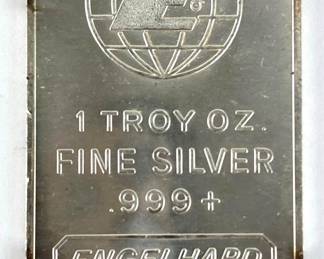 E
1 TROY OZ.
FINE SILVER
.999+
ENGELHARD